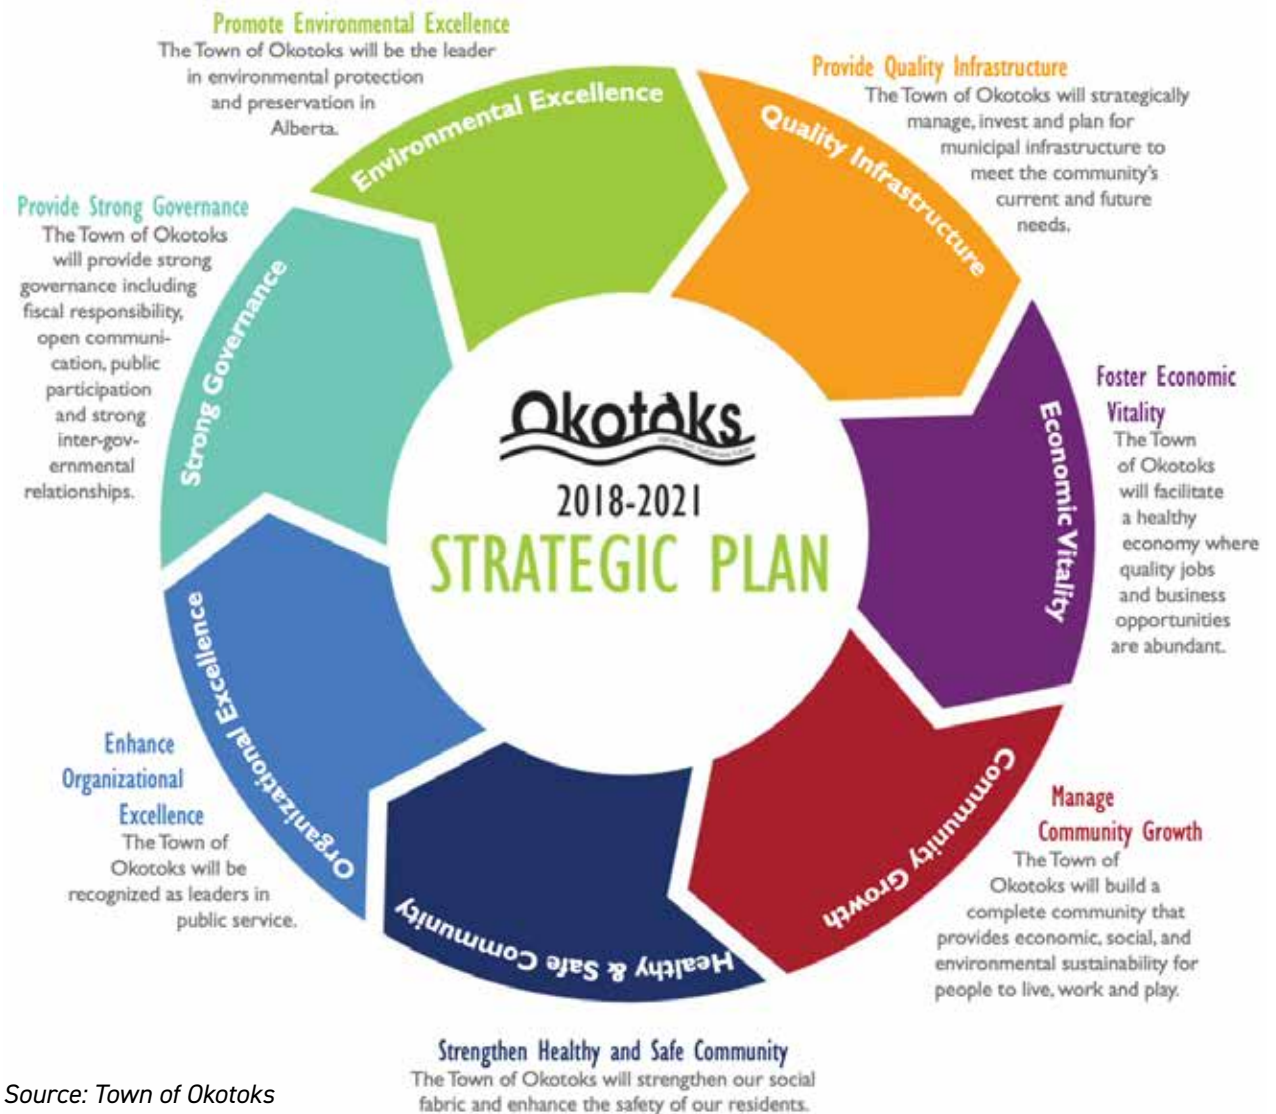 Promote Environmental Excellence
The Town of Okotoks will be the leader
in environmental protection
and preservation in
Alberta.
Provide Quality Infrastructure
The Town of Okotoks will strategically
manage, invest and plan for
municipal infrastructure to
meet the community's
current and future
needs.
Foster Economic
Vitality
The Town
of Okotoks
will facilitate
a healthy
economy where
quality jobs
and business
opportunities
are abundant.
Manage
Community Growth
The Town of
Okotoks will build a
complete community that
provides economic, social, and
environmental sustainability for
people to live, work and play.
Strengthen Healthy and Safe Community
The Town of Okotoks will strengthen our social
fabric and enhance the safety of our residents.
Enhance
Organizational
Excellence
The Town of
Okotoks will be
recognized as leaders in
public service.
Provide Strong Governance
The Town of Okotoks
will provide strong
governance including
fiscal responsibility,
open communi-
cation, public
participation
and strong
inter-gov-
ernmental
relationships.
Environmental Excellence
Quality Infrastructure
Economic Vitality
Community Growth
Healthy & Safe Community
Organizational Excellence
Strong Governance
Okotoks
2018-2021
STRATEGIC PLAN
Source: Town of Okotoks